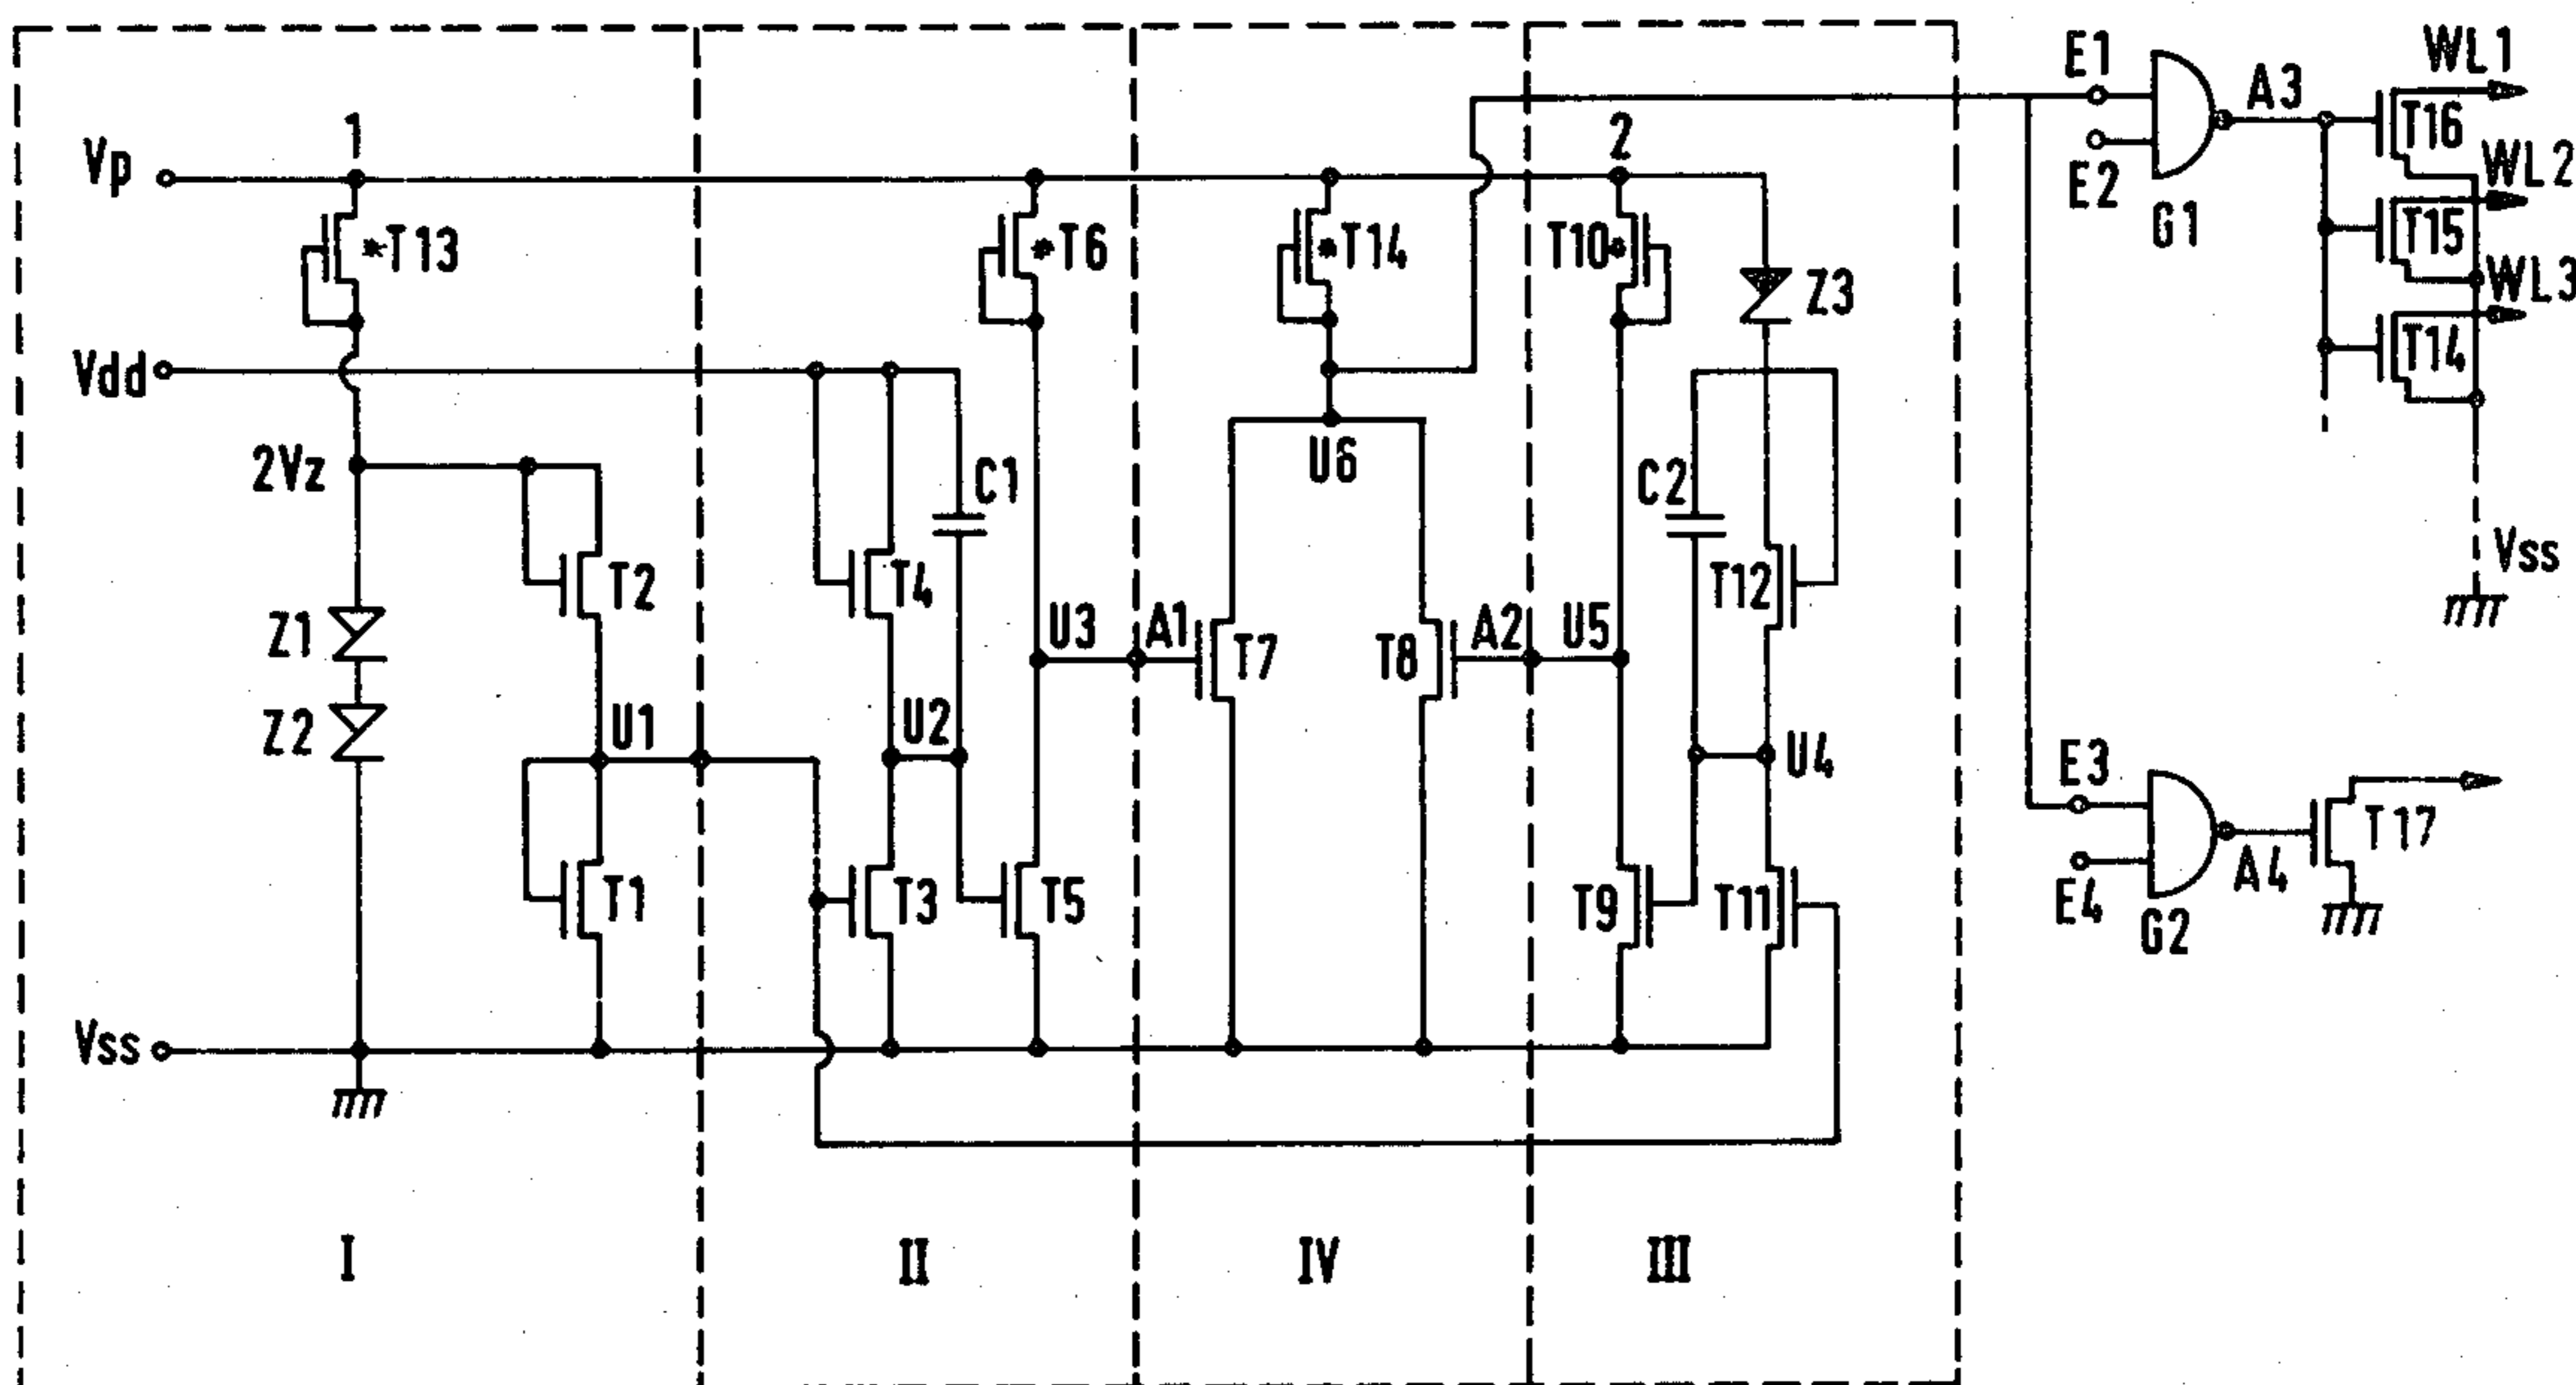 Vp
1
*T13
Vdd
2Vz
Z1
Z2
T2
U1
T1
Vss
I
*T6
T4
C1
U2
U3
T3
T5
II
*T14
U6
A1
T7
T8
A2
IV
2
T10*
Z3
C2
T12
U5
U4
T9
T11
III
E1
E2
G1
A3
WL1
T16
WL2
T15
WL3
T14
Vss
E3
E4
G2
A4
T17